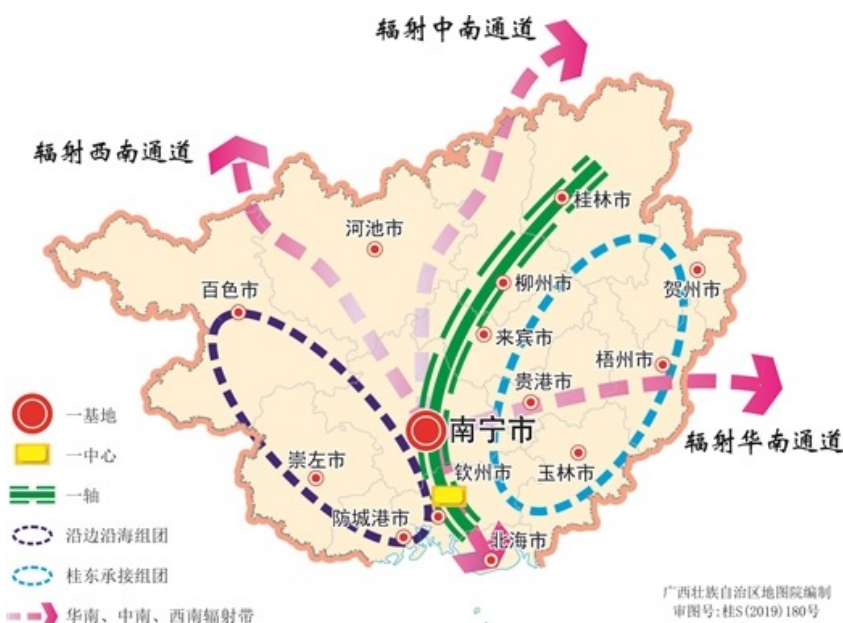 辐射中南通道
辐射西南通道
桂林市
河池市
贺州市
柳州市
百色市
来宾市
梧州市
贵港市
一基地
南宁市
辐射华南通道
一中心
崇左市
钦州市
玉林市
一轴
防城港市
沿边沿海组团
北海市
桂东承接组团
广西壮族自治区地图院编制
华南、中南、西南辐射带
审图号:桂S(2019)180号